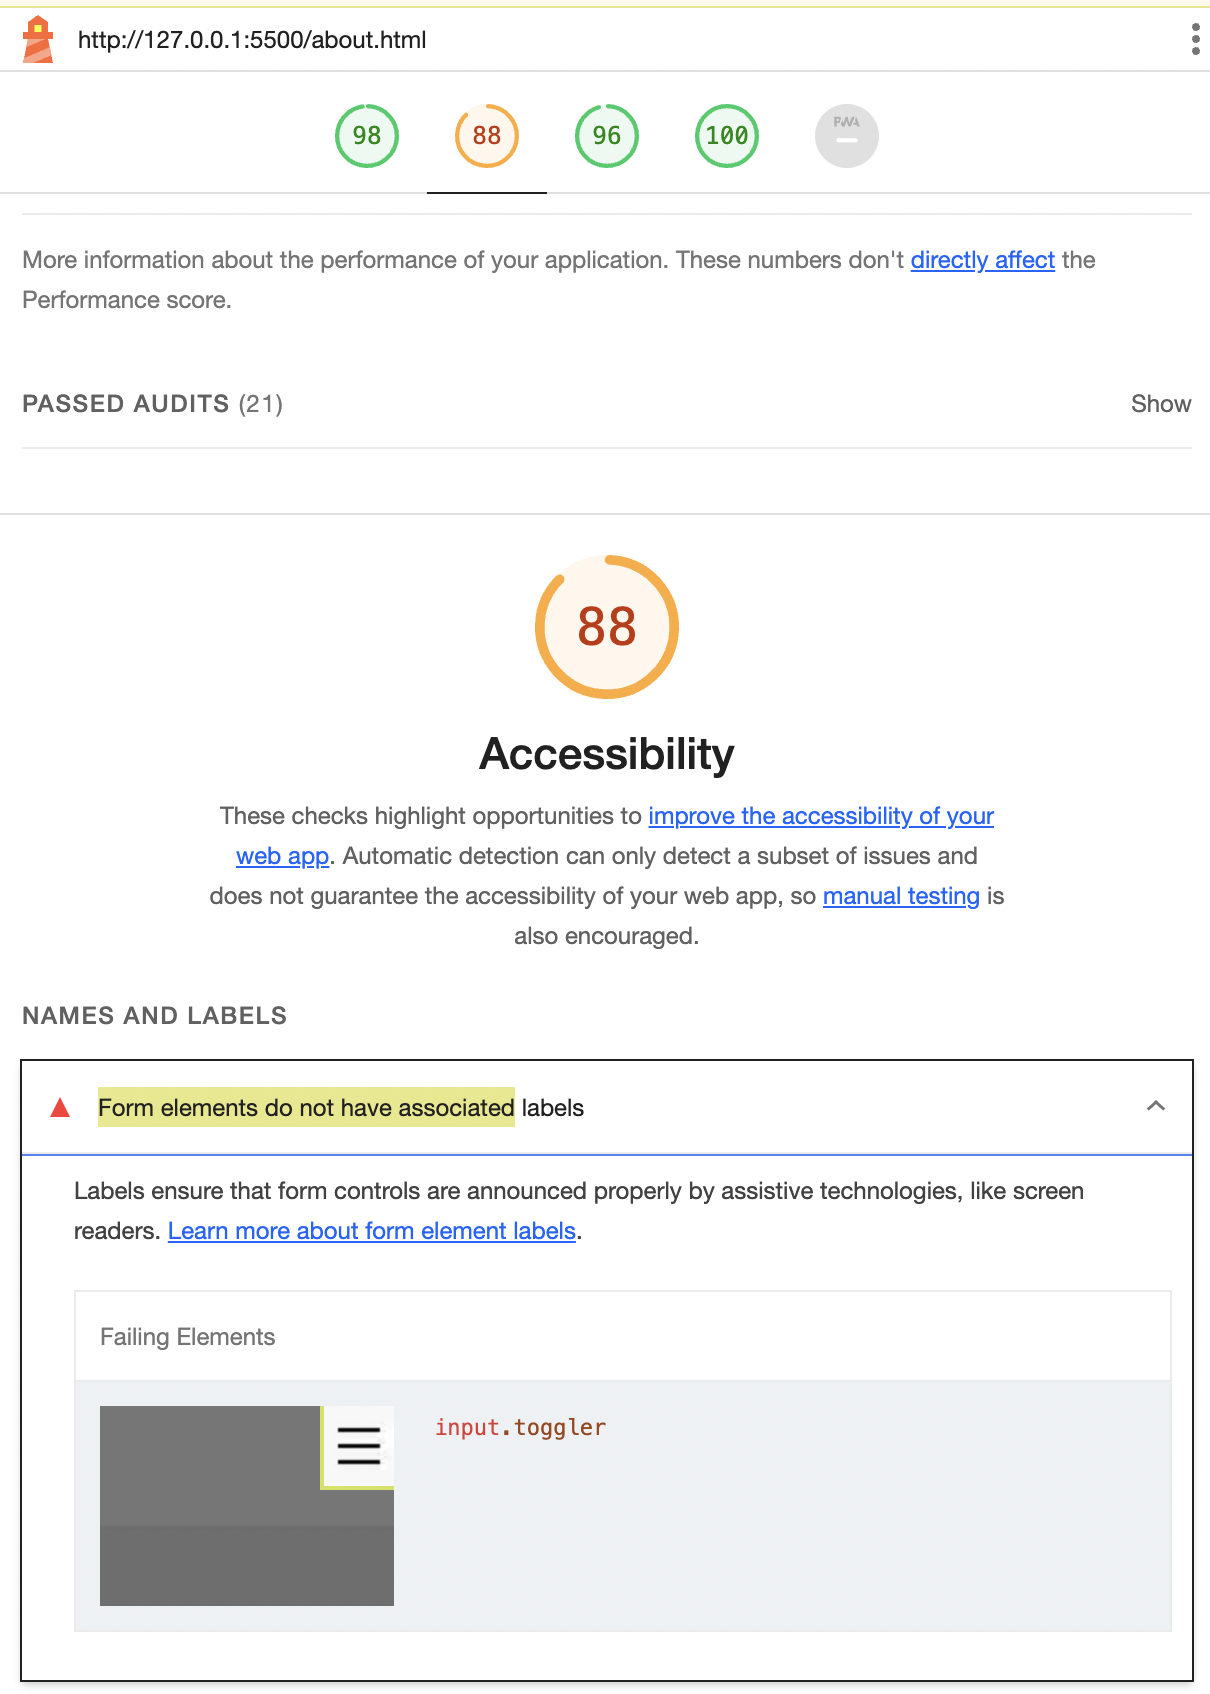 http://127.0.0.1:5500/about.html
98
88
96
100
PWA
More information about the performance of your application. These numbers don't directly affect the
Performance score.
PASSED AUDITS (21)
Show
88
Accessibility
These checks highlight opportunities to improve the accessibility of your
web app. Automatic detection can only detect a subset of issues and
does not guarantee the accessibility of your web app, so manual testing is
also encouraged.
NAMES AND LABELS
Form elements do not have associated labels
Labels ensure that form controls are announced properly by assistive technologies, like screen
readers. Learn more about form element labels.
Failing Elements
input.toggler